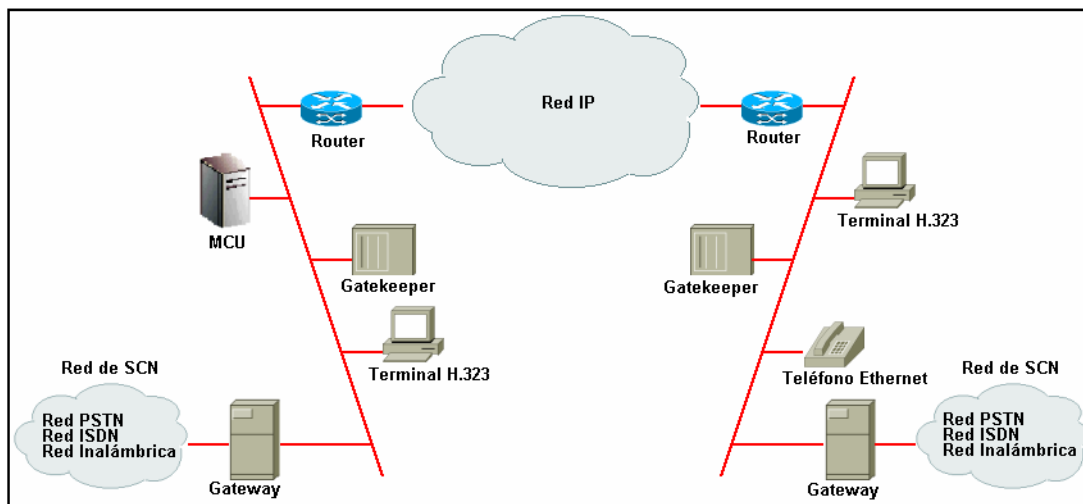 Red IP
Router
Router
MCU
Terminal H.323
Gatekeeper
Gatekeeper
Terminal H.323
Teléfono Ethernet
Red de SCN
Red PSTN
Red ISDN
Red Inalámbrica
Gateway
Red de SCN
Red PSTN
Red ISDN
Red Inalámbrica
Gateway